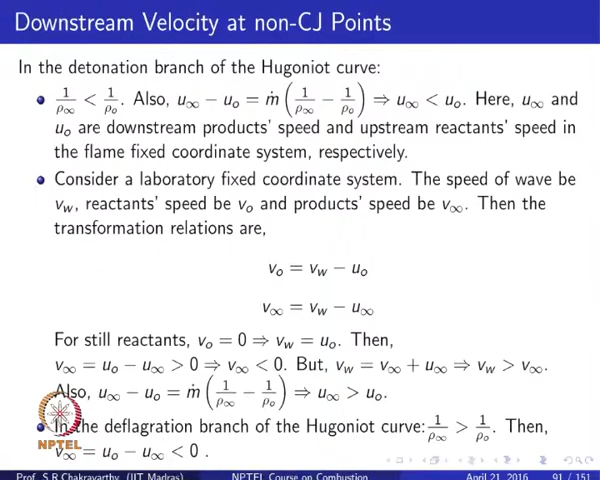 Downstream Velocity at non-CJ Points
In the detonation branch of the Hugoniot curve:
• 1/ρ∞ < 1/ρo. Also, u∞ − uo = ṁ(1/ρ∞ − 1/ρo) ⇒ u∞ < uo. Here, u∞ and
uo are downstream products' speed and upstream reactants' speed in
the flame fixed coordinate system, respectively.
• Consider a laboratory fixed coordinate system. The speed of wave be
vw, reactants' speed be vo and products' speed be v∞. Then the
transformation relations are,
vo = vw − uo
v∞ = vw − u∞
For still reactants, vo = 0 ⇒ vw = uo. Then,
v∞ = uo − u∞ > 0 ⇒ v∞ < 0. But, vw = v∞ + u∞ ⇒ vw > v∞.
Also, u∞ − uo = ṁ(1/ρ∞ − 1/ρo) ⇒ u∞ > uo.
• In the deflagration branch of the Hugoniot curve: 1/ρ∞ > 1/ρo. Then,
v∞ = uo − u∞ < 0 .
NPTEL
Prof. S R Chakravarthy (IIT Madras) NPTEL Course on Combustion April 21, 2016 91 / 151